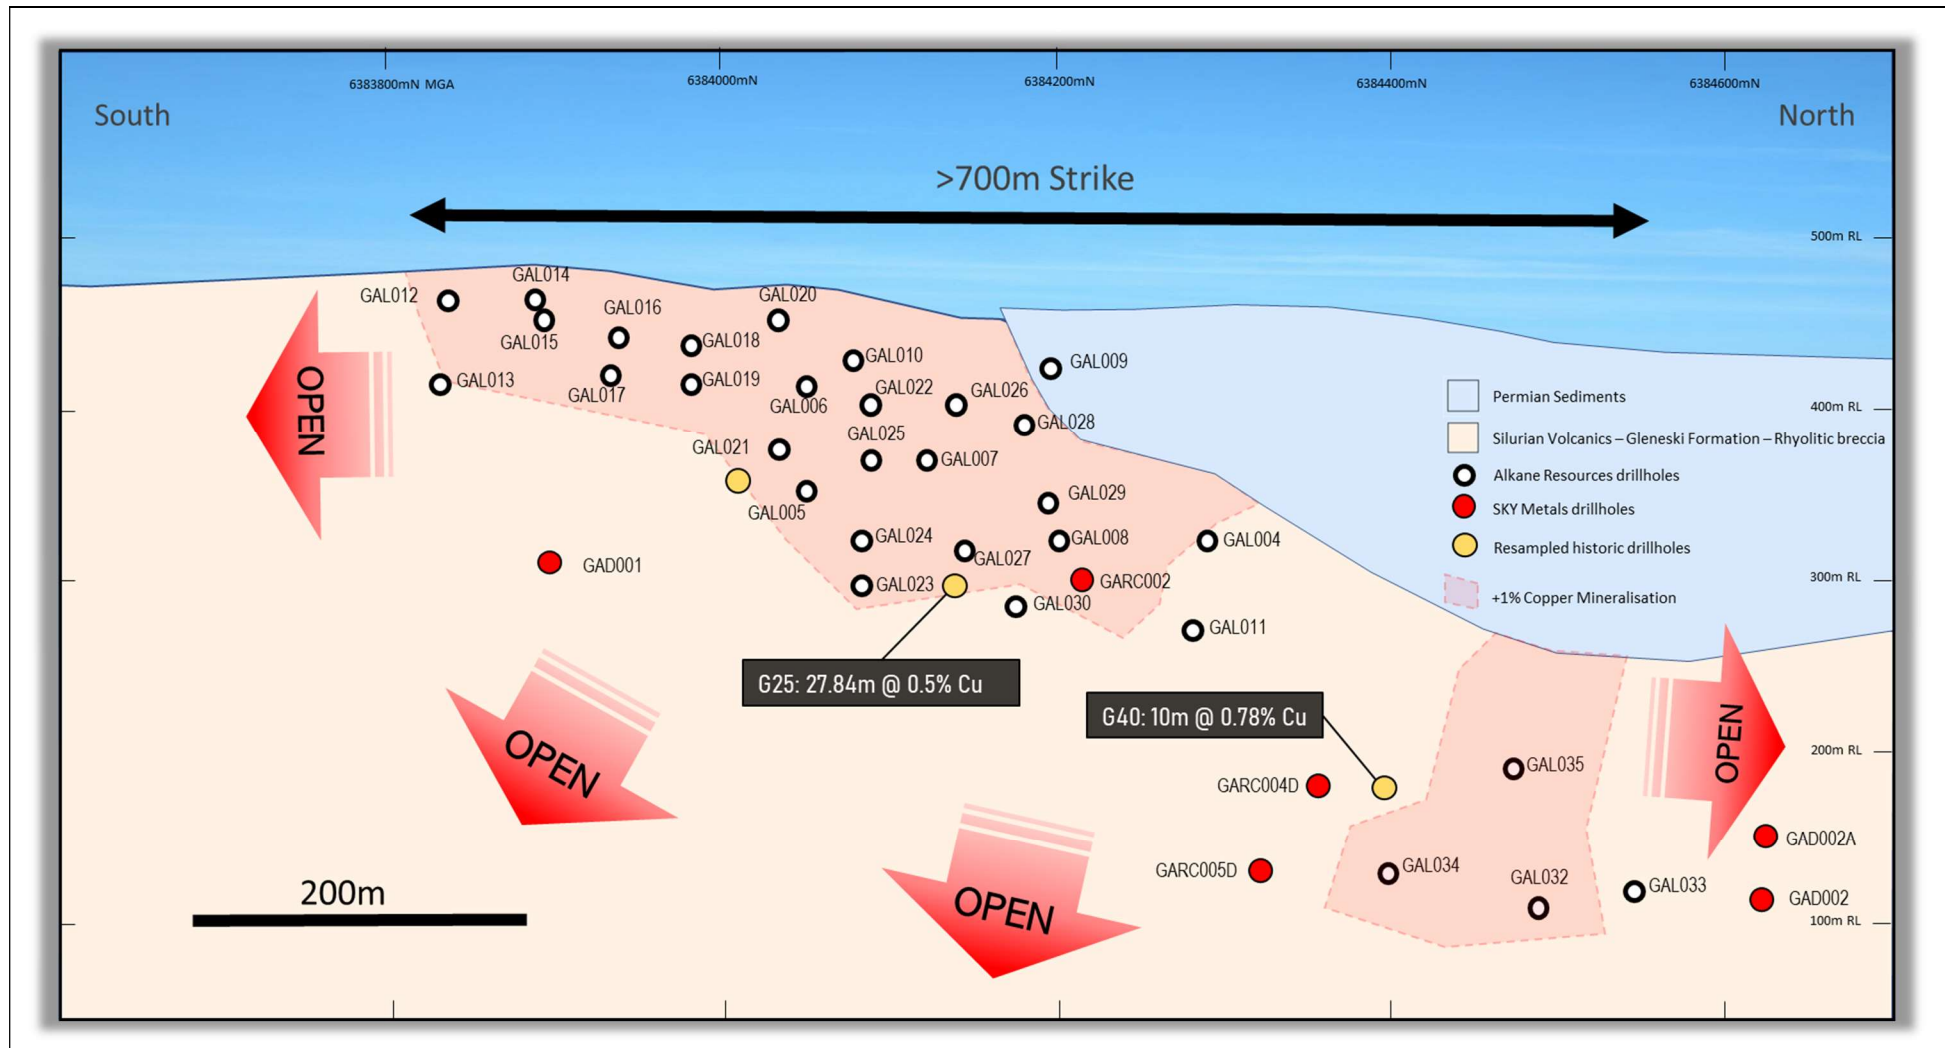 6383800mN MGA
6384000mN
6384200mN
6384400mN
6384600mN
South
North
>700m Strike
500m RL
GAL014
GAL012
GAL020
GAL016
GAL015
GAL018
GAL010
GAL009
GAL013
GAL019
GAL017
GAL006
GAL022
GAL026
GAL028
GAL025
GAL021
GAL007
GAL005
GAL029
GAL024
GAL008
GAL004
GAL027
GAD001
GARC002
GAL023
GAL030
GAL011
Permian Sediments
400m RL
Silurian Volcanics – Gleneski Formation – Rhyolitic breccia
Alkane Resources drillholes
SKY Metals drillholes
Resampled historic drillholes
300m RL
+1% Copper Mineralisation
OPEN
G25: 27.84m @ 0.5% Cu
G40: 10m @ 0.78% Cu
OPEN
OPEN
200m RL
GAL035
GARC004D
GAD002A
GARC005D
GAL034
GAL032
GAL033
GAD002
OPEN
100m RL
200m